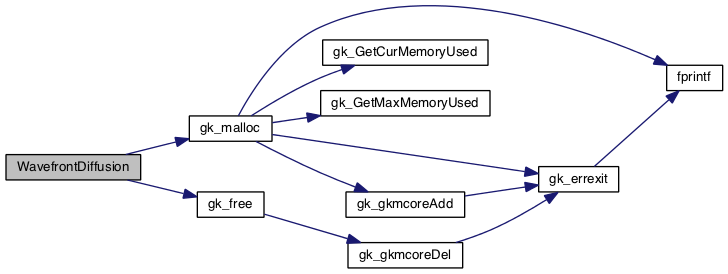 WavefrontDiffusion
gk_malloc
gk_free
gk_GetCurMemoryUsed
gk_GetMaxMemoryUsed
gk_gkmcoreAdd
gk_gkmcoreDel
gk_errexit
fprintf